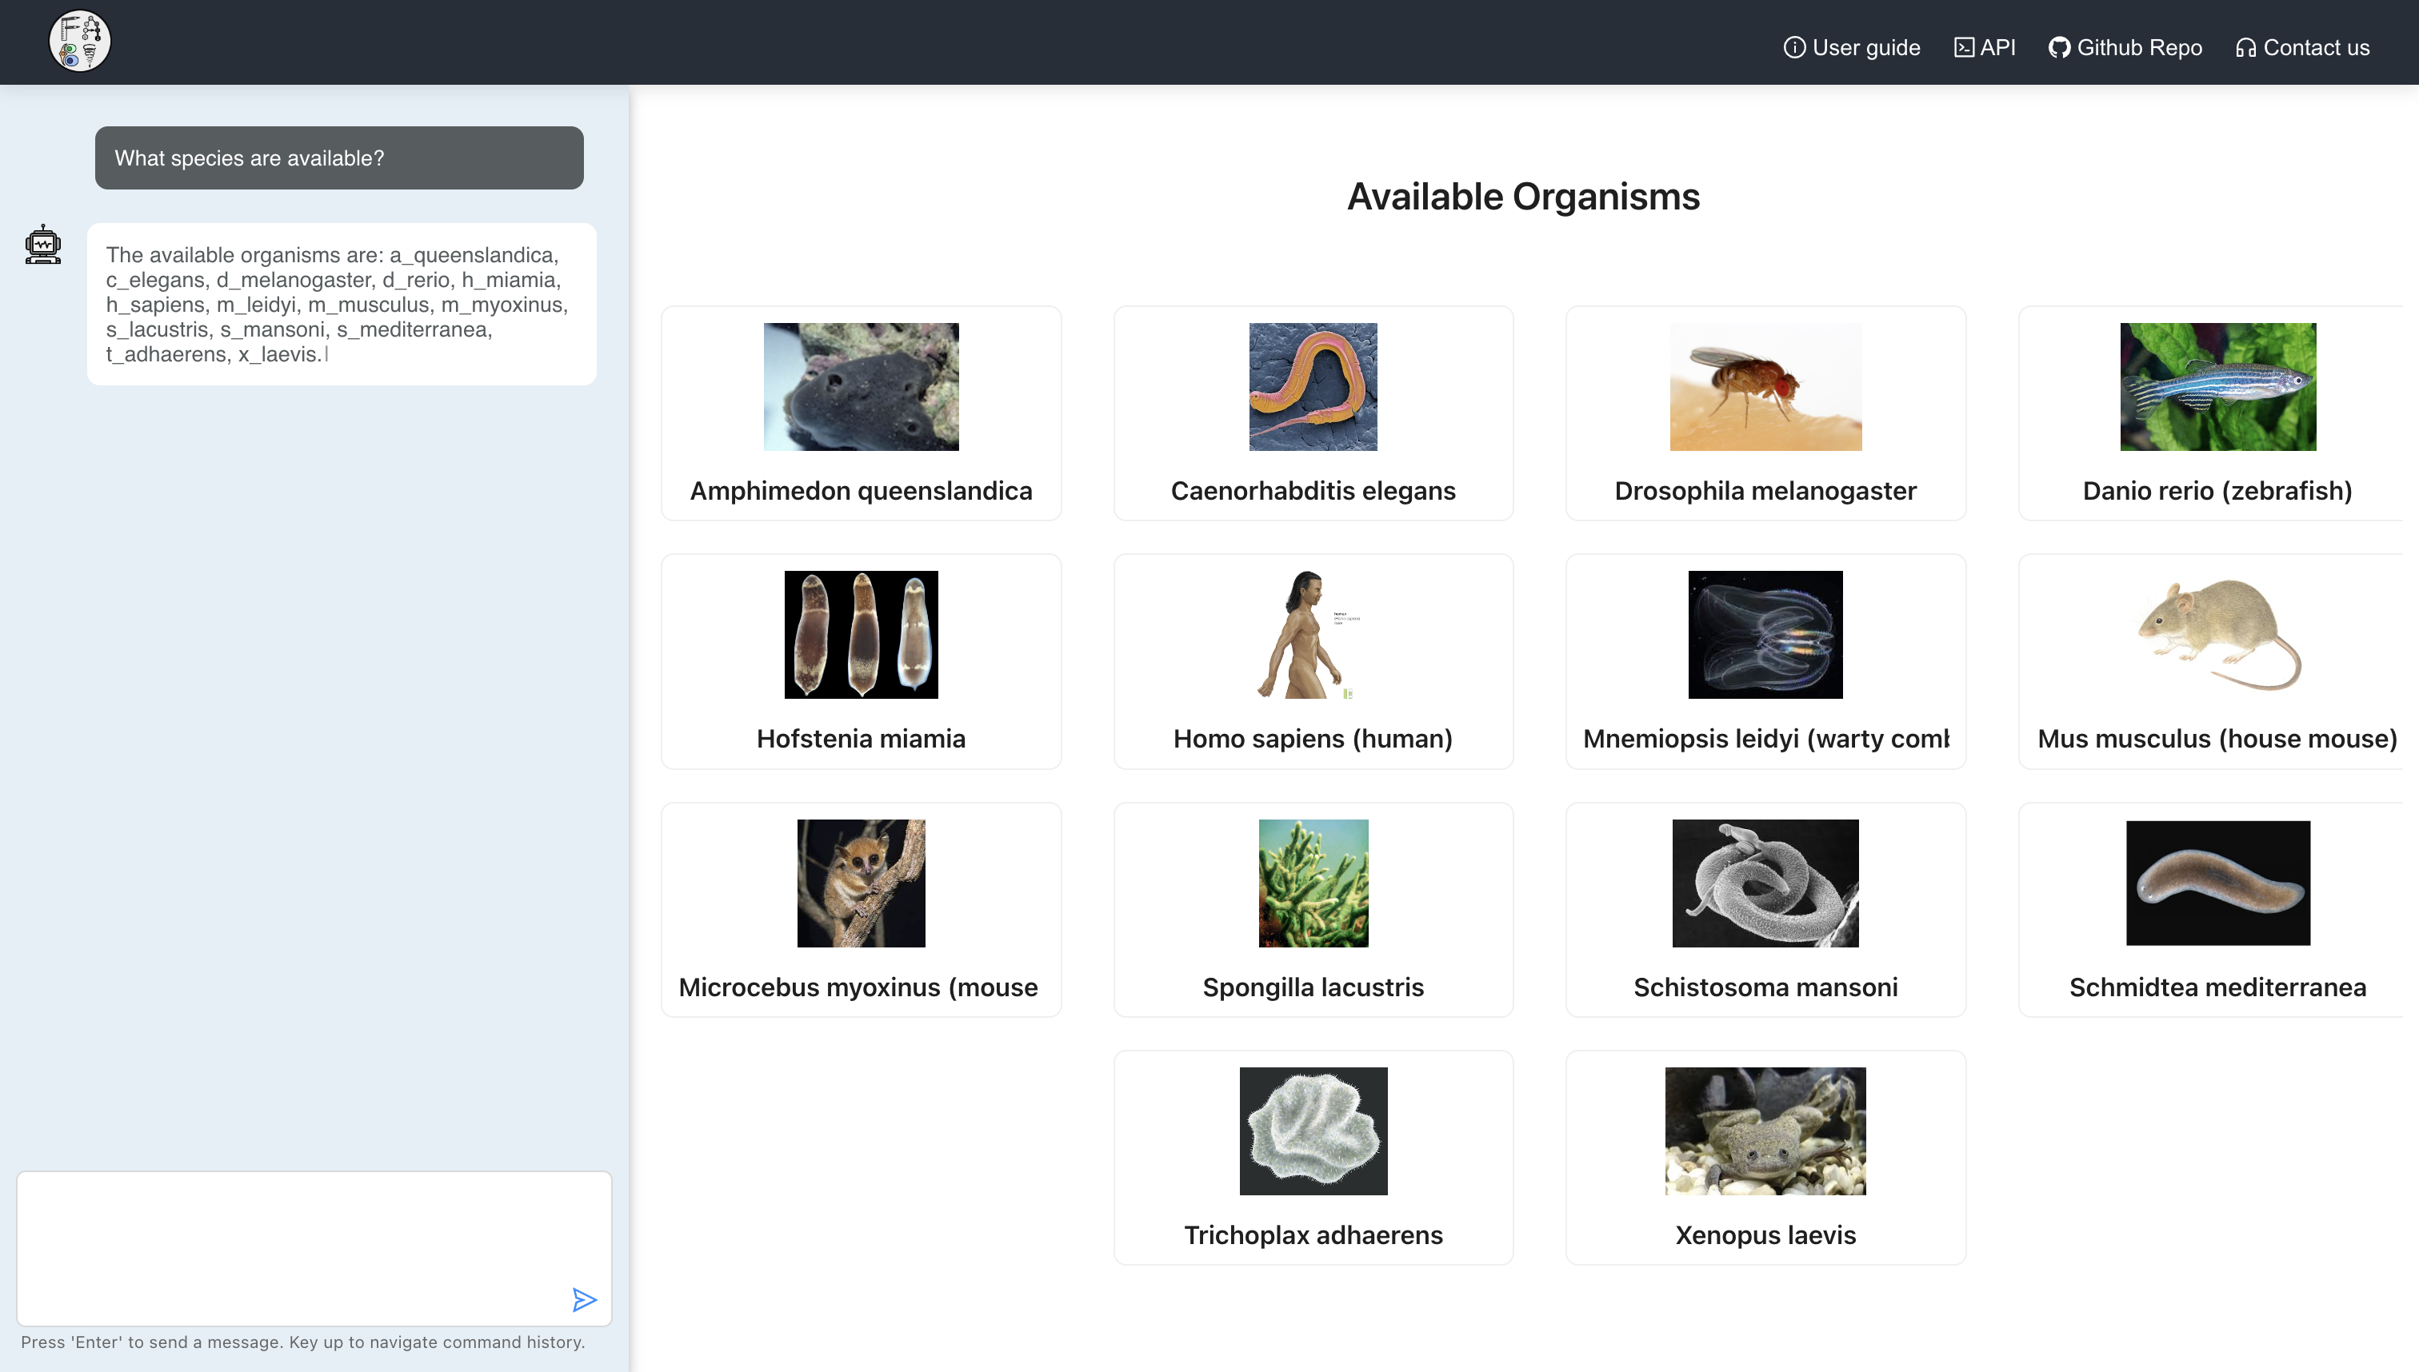 User guide
API
Github Repo
Contact us
What species are available?
The available organisms are: a_queenslandica,
c_elegans, d_melanogaster, d_rerio, h_miamia,
h_sapiens, m_leidyi, m_musculus, m_myoxinus,
s_lacustris, s_mansoni, s_mediterranea,
t_adhaerens, x_laevis.
Available Organisms
Amphimedon queenslandica
Caenorhabditis elegans
Drosophila melanogaster
Danio rerio (zebrafish)
Hofstenia miamia
Homo sapiens (human)
Mnemiopsis leidyi (warty comb
Mus musculus (house mouse)
Microcebus myoxinus (mouse
Spongilla lacustris
Schistosoma mansoni
Schmidtea mediterranea
Trichoplax adhaerens
Xenopus laevis
Press 'Enter' to send a message. Key up to navigate command history.